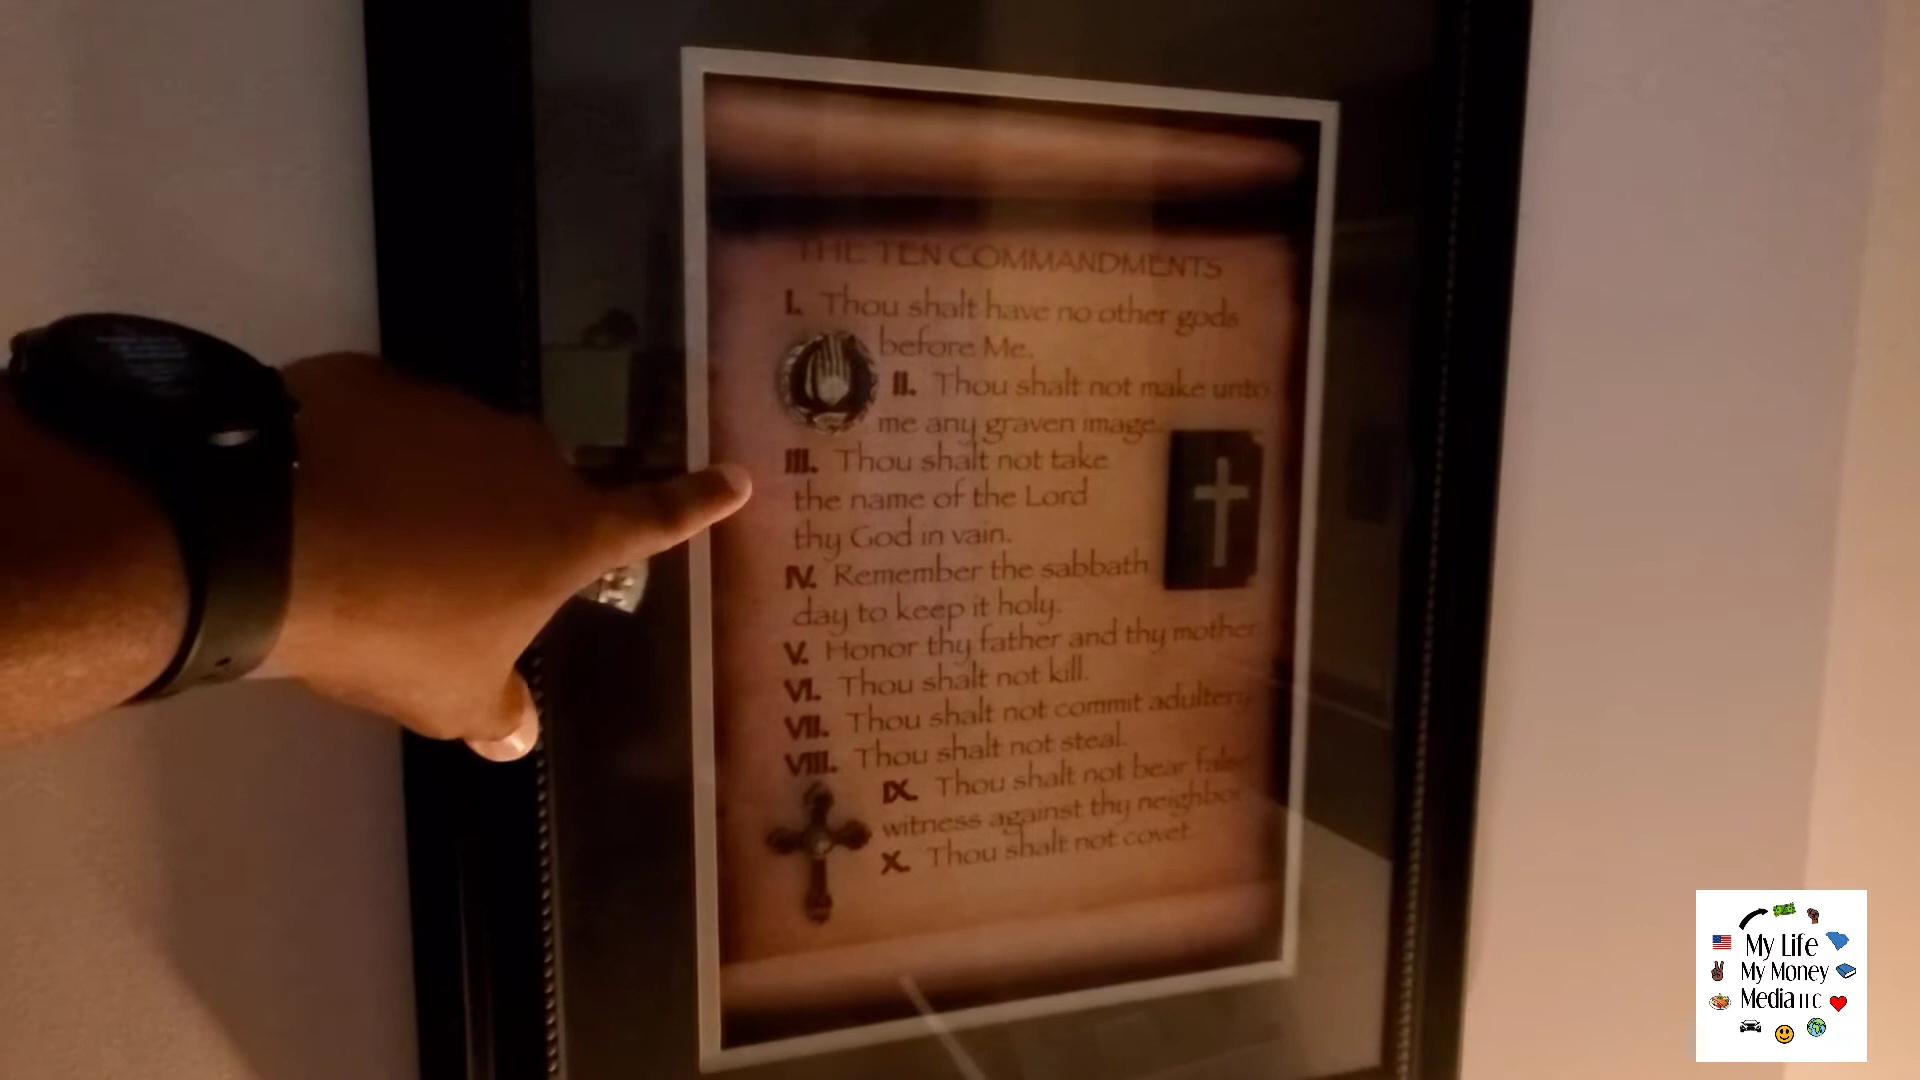 THE TEN COMMANDMENTS
I. Thou shalt have no other gods
before Me.
II. Thou shalt not make unto
me any graven image.
III. Thou shalt not take
the name of the Lord
thy God in vain.
IV. Remember the sabbath
day to keep it holy.
V. Honor thy father and thy mother
VI. Thou shalt not kill.
VII. Thou shalt not commit adultery
VIII. Thou shalt not steal.
IX. Thou shalt not bear false
witness against thy neighbor
X. Thou shalt not covet
My Life
My Money
Media LLC